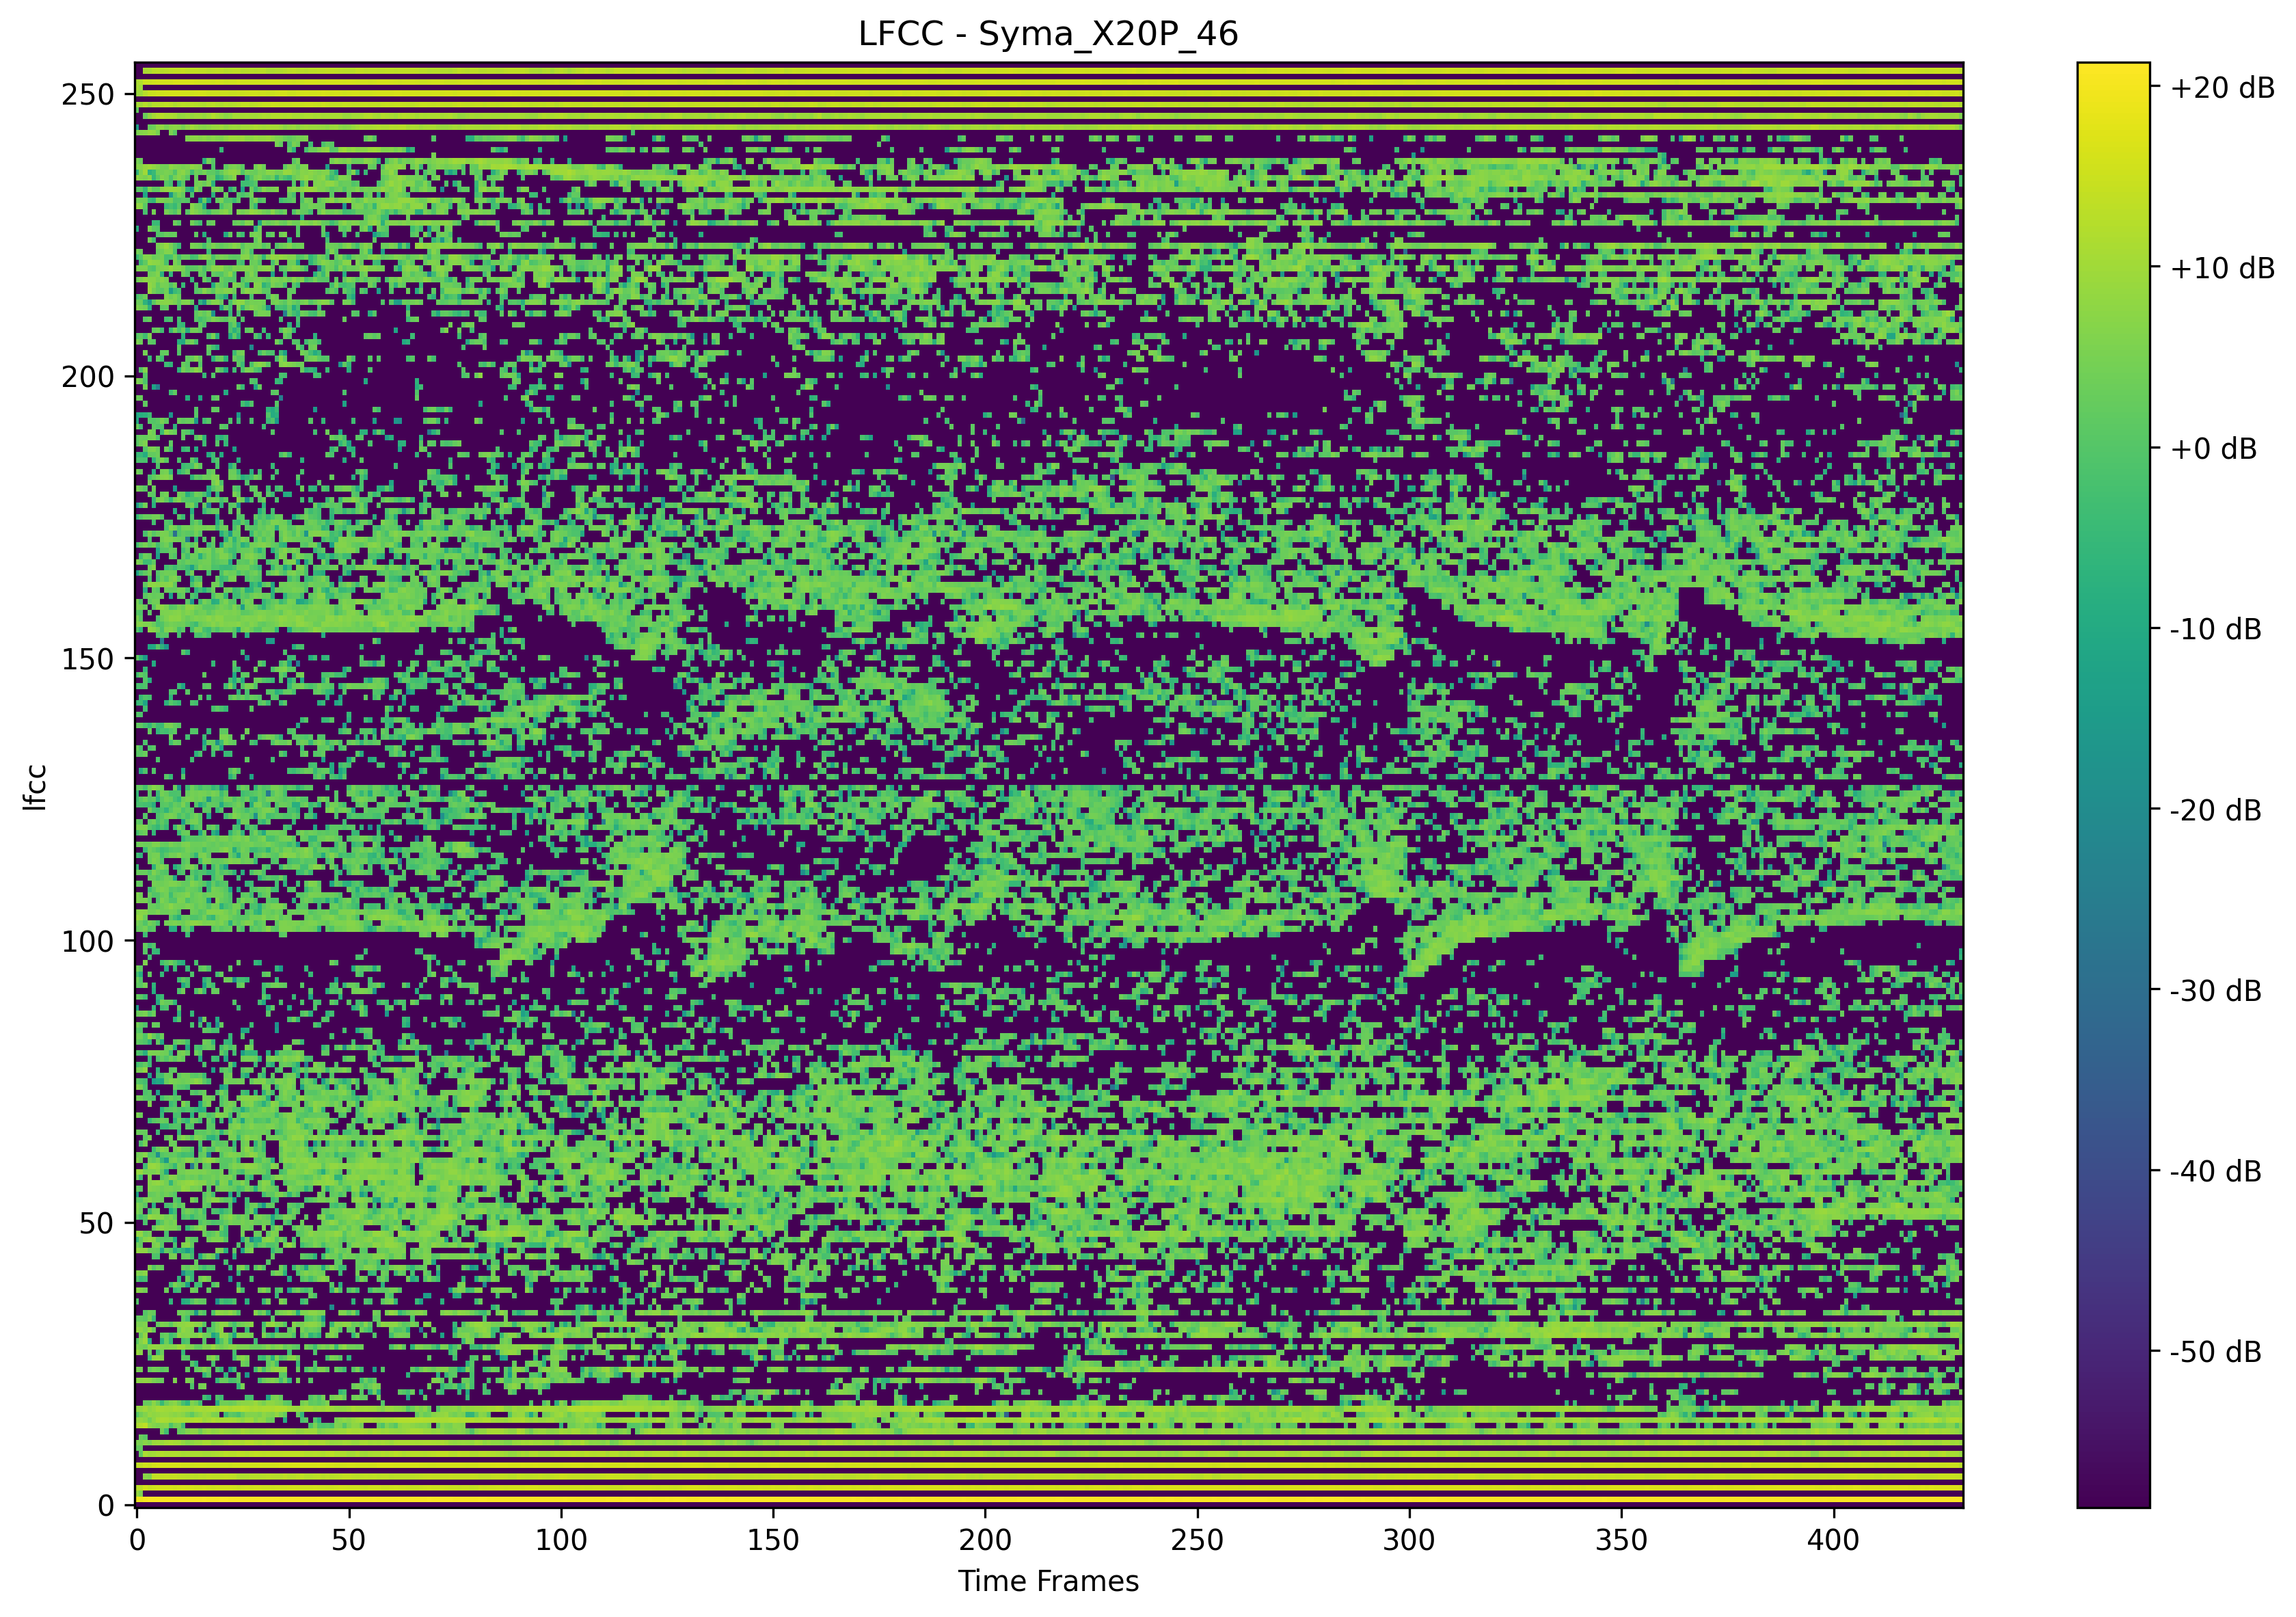 LFCC - Syma_X20P_46
250
200
150
100
50
0
lfcc
0 50 100 150 200 250 300 350 400
Time Frames
+20 dB
+10 dB
+0 dB
-10 dB
-20 dB
-30 dB
-40 dB
-50 dB